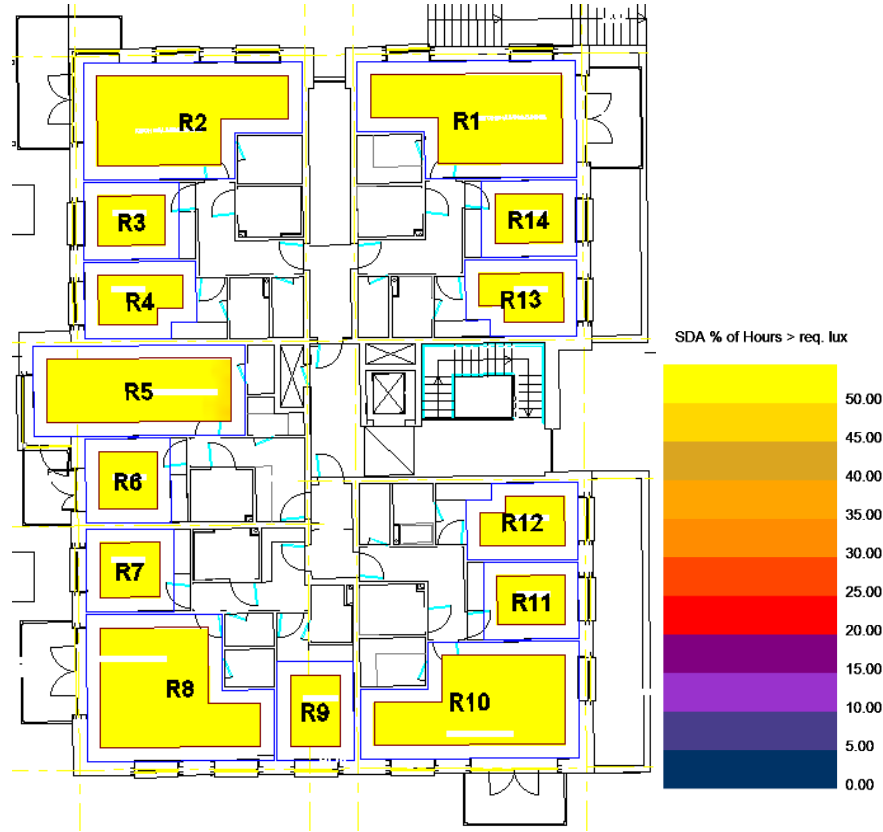 R2
R1
R3
R14
R4
R13
SDA % of Hours > req. lux
R5
50.00
45.00
40.00
R6
35.00
R12
30.00
R7
R11
25.00
20.00
R8
R10
R9
15.00
10.00
5.00
0.00